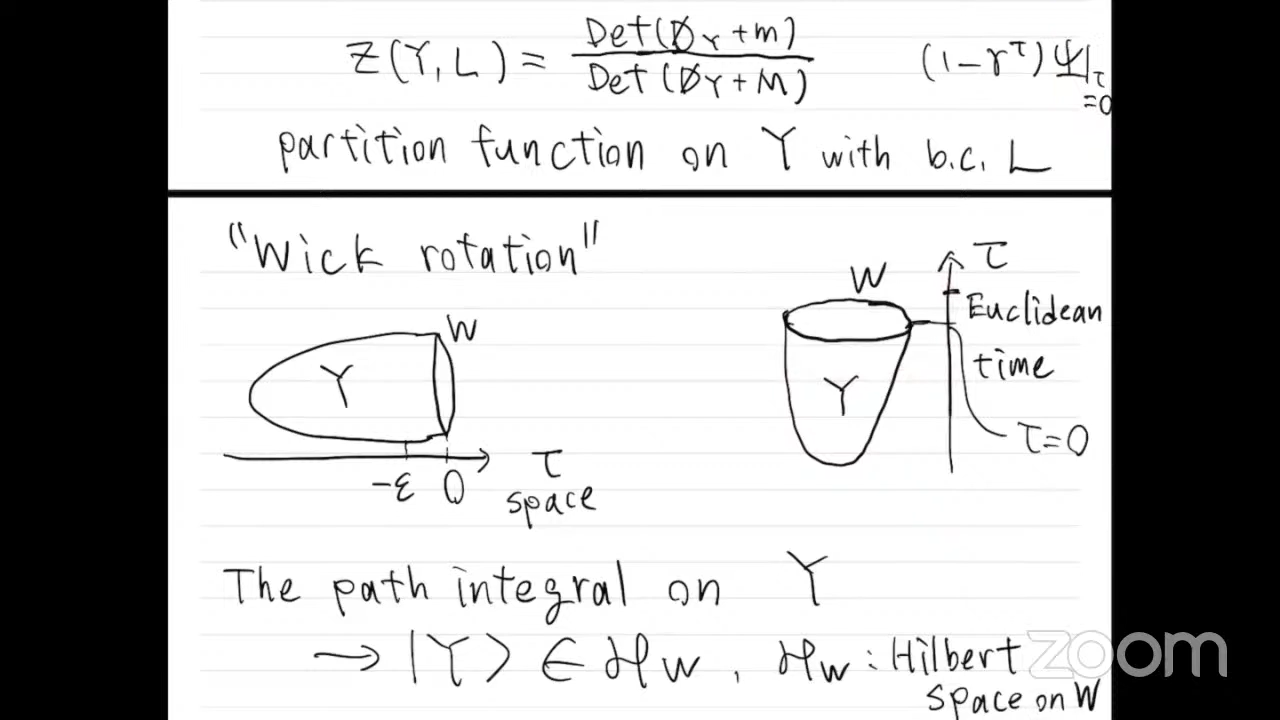 Z(Y,L) = Det(D̸_Y + m) / Det(D̸_Y + M)    (1-γ^τ)Ψ|_{τ=0}
partition function on Y with b.c. L
"Wick rotation"
W
Y
-ε 0
τ
space
W
Y
τ
Euclidean
time
τ=0
The path integral on Y
→ |Y> ∈ ℋ_W, ℋ_W : Hilbert
space on W
zoom